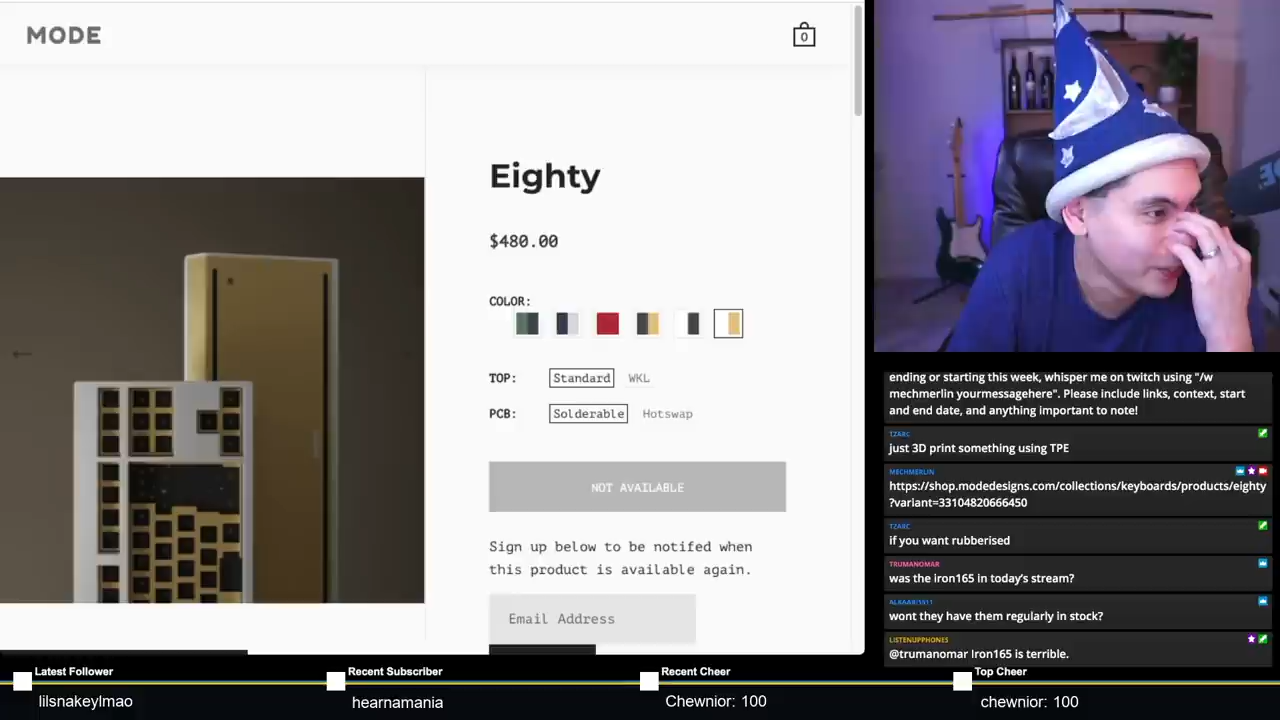 MODE
0
Eighty
$480.00
COLOR:
TOP: Standard WKL
PCB: Solderable Hotswap
NOT AVAILABLE
Sign up below to be notifed when
this product is available again.
Email Address
ending or starting this week, whisper me on twitch using "/w
mechmerlin yourmessagehere". Please include links, context, start
and end date, and anything important to note!
TZARC
just 3D print something using TPE
MECHMERLIN
https://shop.modedesigns.com/collections/keyboards/products/eighty
?variant=33104820666450
TZARC
if you want rubberised
TRUMANOMAR
was the iron165 in today's stream?
wont they have them regularly in stock?
LISTENUPPHONES
@trumanomar Iron165 is terrible.
Latest Follower
lilsnakeylmao
Recent Subscriber
hearnamania
Recent Cheer
Chewnior: 100
Top Cheer
chewnior: 100